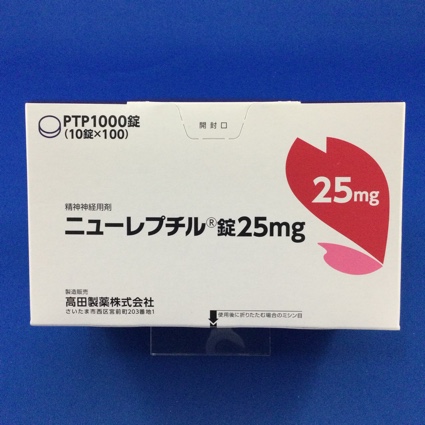 PTP1000錠
(10錠×100)
開封口
25mg
精神神経用剤
ニューレプチル®錠25mg
製造販売
高田製薬株式会社
さいたま市西区宮前町203番地1
使用後に折りたたむ場合のミシン目